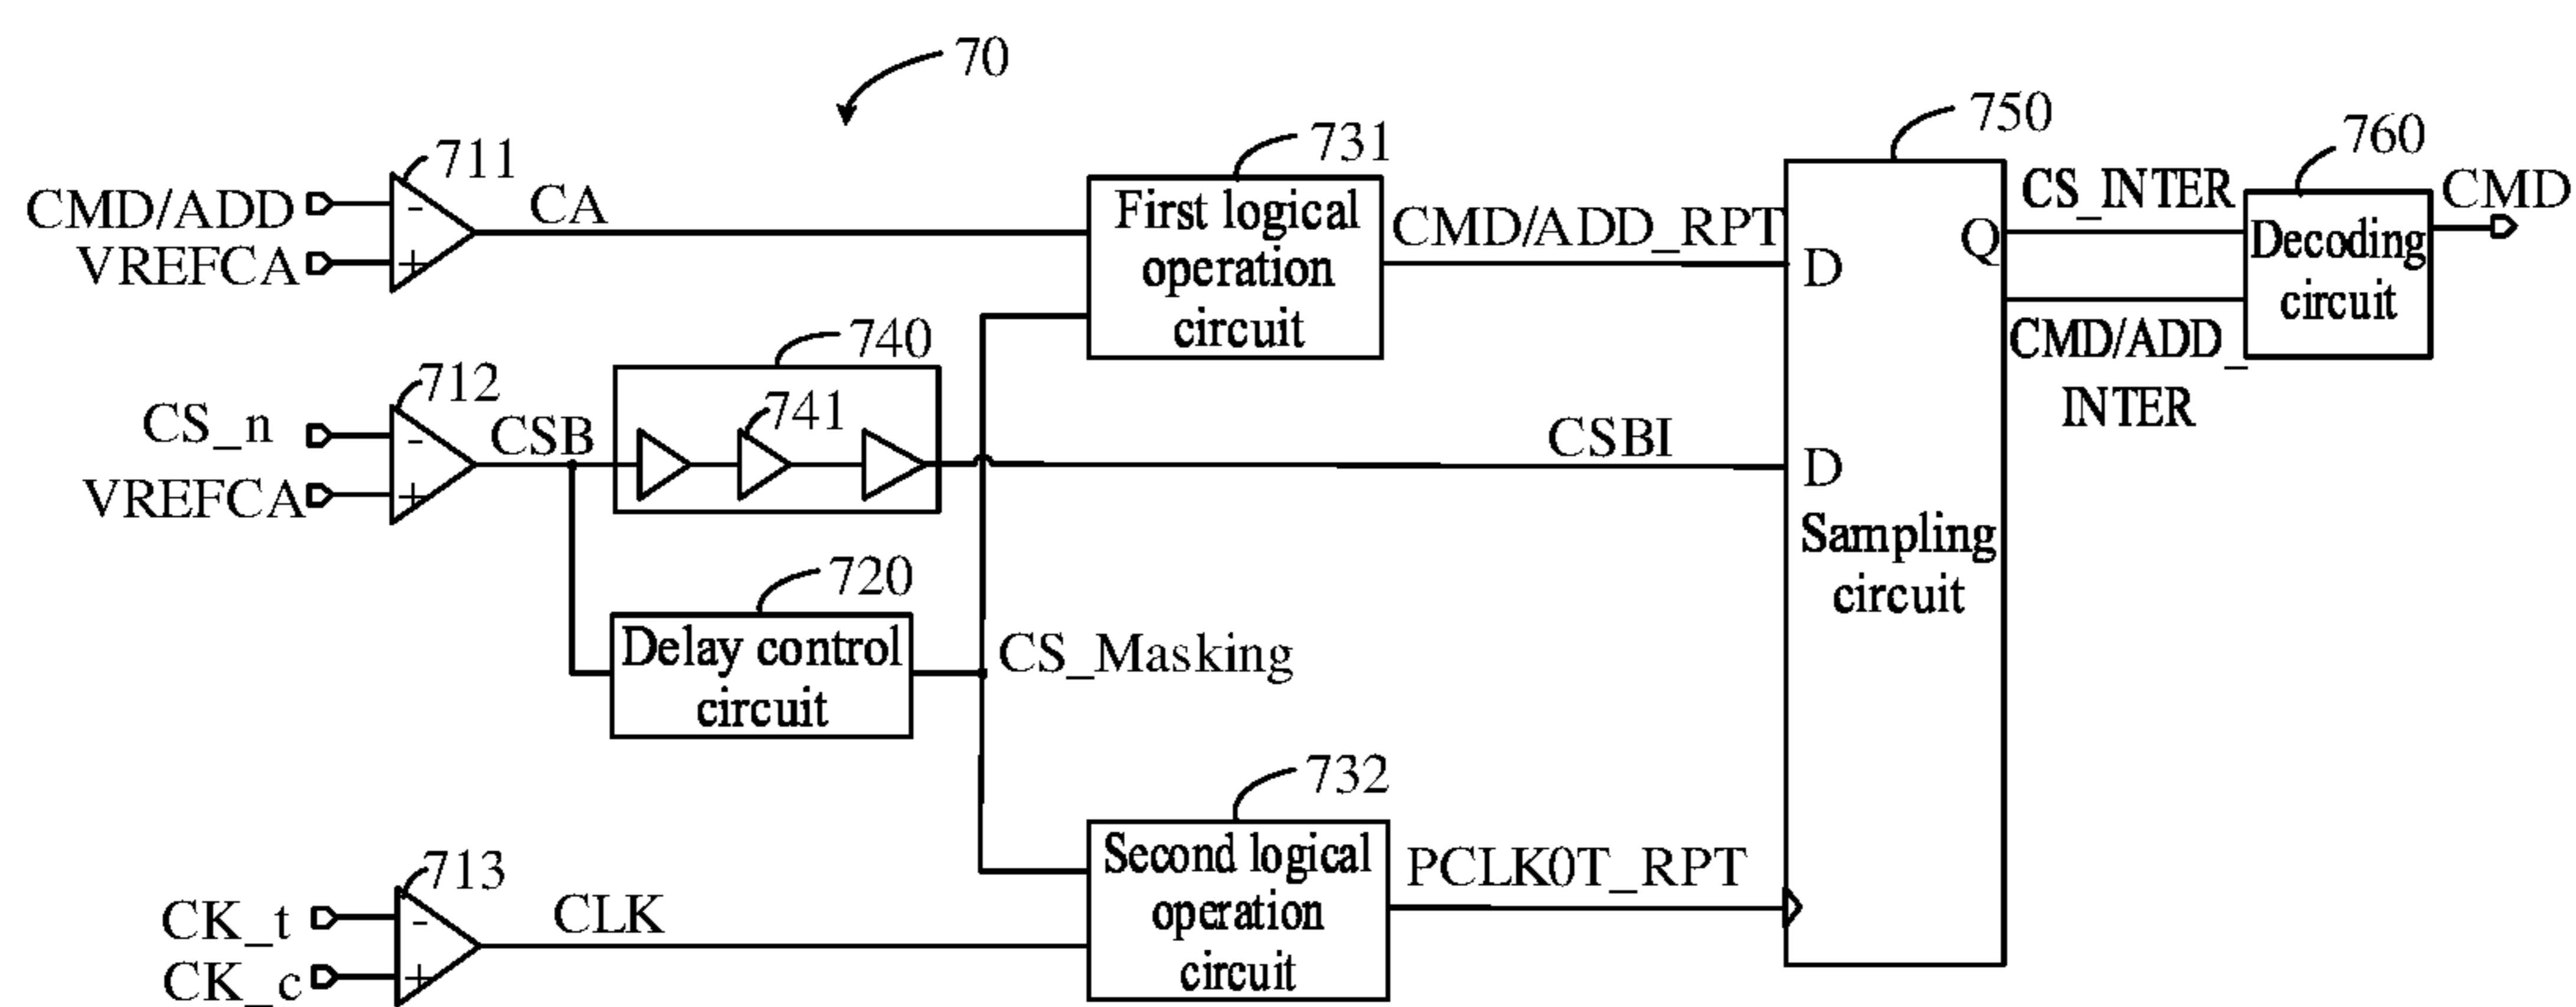 70
711
CMD/ADD
VREFCA
-
+
CA
731
First logical
operation
circuit
CMD/ADD_RPT
750
D
Q
D
Sampling
circuit
CS_INTER
CMD/ADD_
INTER
760
Decoding
circuit
CMD
712
CS_n
VREFCA
-
+
CSB
740
741
CSBI
720
Delay control
circuit
CS_Masking
732
Second logical
operation
circuit
PCLK0T_RPT
713
CK_t
CK_c
-
+
CLK